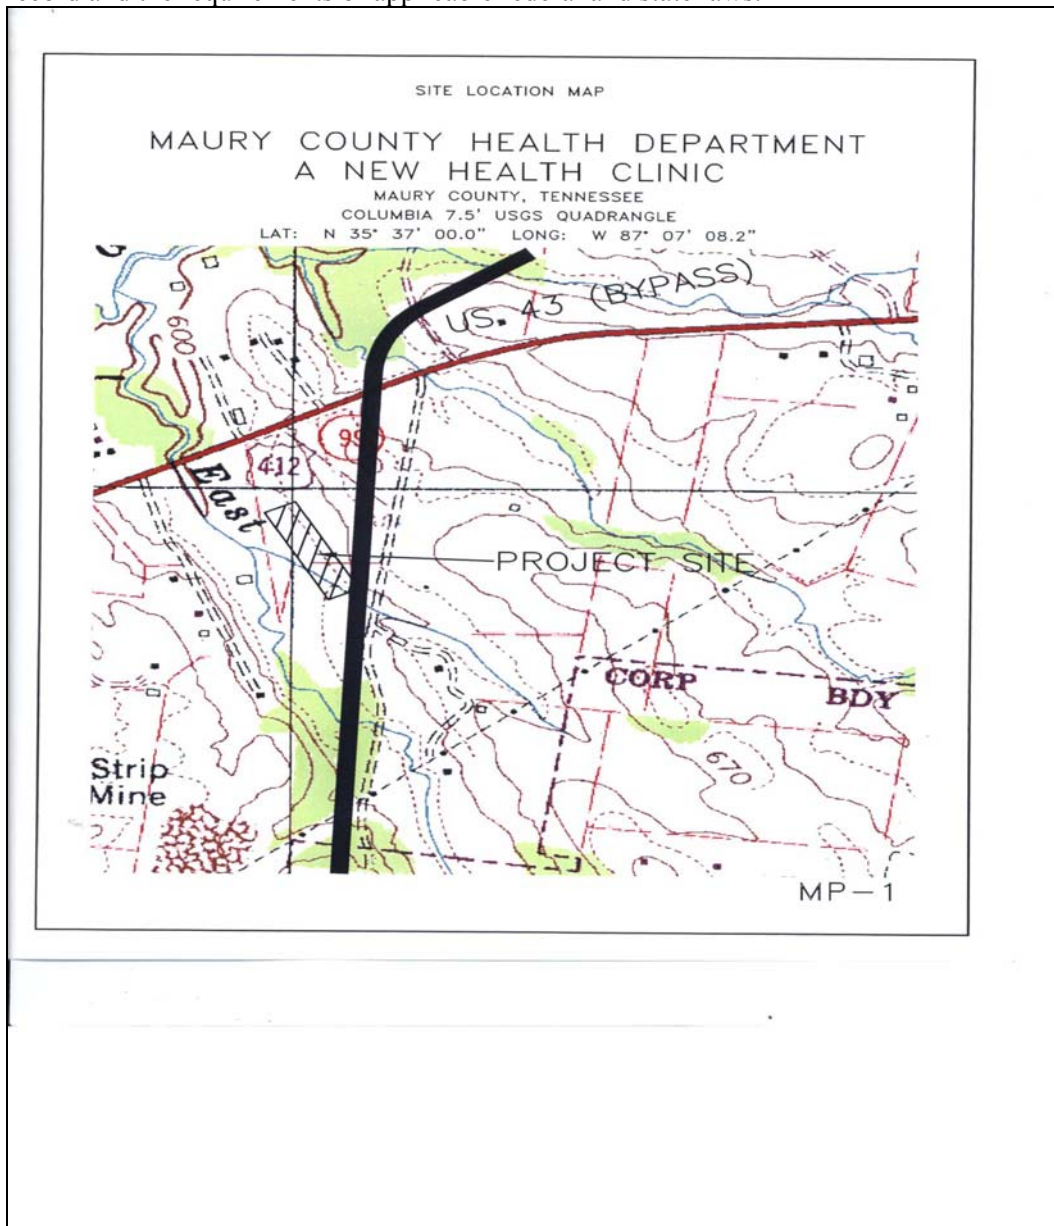 SITE LOCATION MAP
MAURY COUNTY HEALTH DEPARTMENT
A NEW HEALTH CLINIC
MAURY COUNTY, TENNESSEE
COLUMBIA 7.5' USGS QUADRANGLE
LAT: N 35° 37' 00.0" LONG: W 87° 07' 08.2"
US. 43 (BYPASS)
600
99
412
East
PROJECT SITE
CORP
BDY
670
Strip
Mine
MP-1